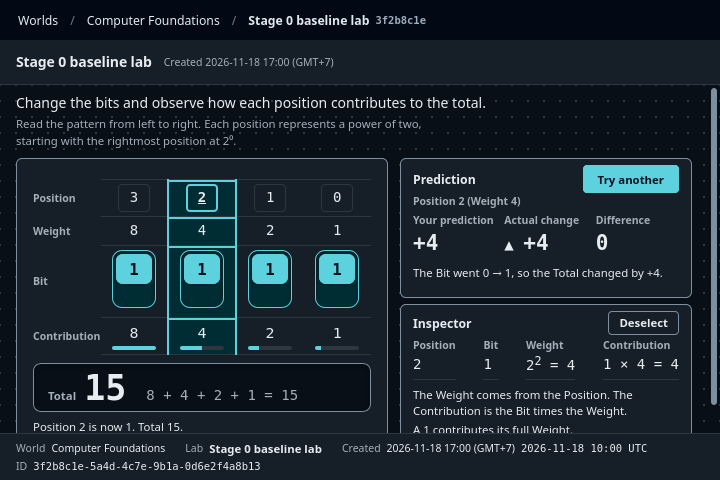 Worlds / Computer Foundations / Stage 0 baseline lab 3f2b8c1e
Stage 0 baseline lab Created 2026-11-18 17:00 (GMT+7)
Change the bits and observe how each position contributes to the total.
Read the pattern from left to right. Each position represents a power of two,
starting with the rightmost position at 2⁰.
Position 3 2 1 0
Weight 8 4 2 1
Bit 1 1 1 1
Contribution 8 4 2 1
Total 15 8 + 4 + 2 + 1 = 15
Position 2 is now 1. Total 15.
Prediction Try another
Position 2 (Weight 4)
Your prediction Actual change Difference
+4 ▲ +4 0
The Bit went 0 → 1, so the Total changed by +4.
Inspector Deselect
Position Bit Weight Contribution
2 1 2² = 4 1 × 4 = 4
The Weight comes from the Position. The
Contribution is the Bit times the Weight.
A 1 contributes its full Weight.
World Computer Foundations Lab Stage 0 baseline lab Created 2026-11-18 17:00 (GMT+7) 2026-11-18 10:00 UTC
ID 3f2b8c1e-5a4d-4c7e-9b1a-0d6e2f4a8b13